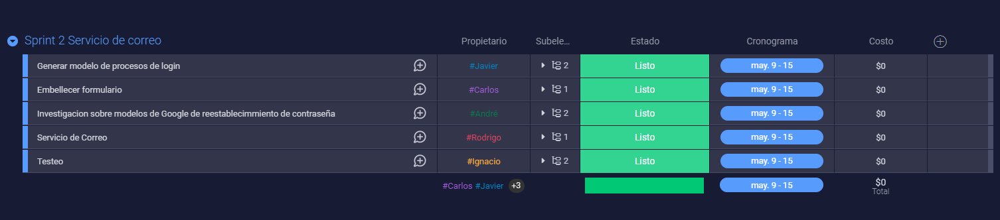 Sprint 2 Servicio de correo Propietario Subele... Estado Cronograma Costo
Generar modelo de procesos de login #Javier 2 Listo may. 9 - 15 $0
Embellecer formulario #Carlos 1 Listo may. 9 - 15 $0
Investigacion sobre modelos de Google de reestablecimmiento de contraseña #André 2 Listo may. 9 - 15 $0
Servicio de Correo #Rodrigo 1 Listo may. 9 - 15 $0
Testeo #Ignacio 2 Listo may. 9 - 15 $0
#Carlos #Javier +3 may. 9 - 15 $0
Total